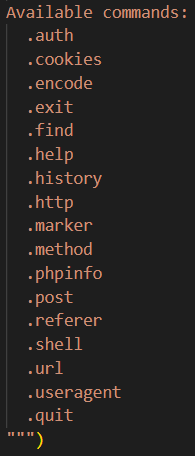 Available commands:
.auth
.cookies
.encode
.exit
.find
.help
.history
.http
.marker
.method
.phpinfo
.post
.referer
.shell
.url
.useragent
.quit
""")